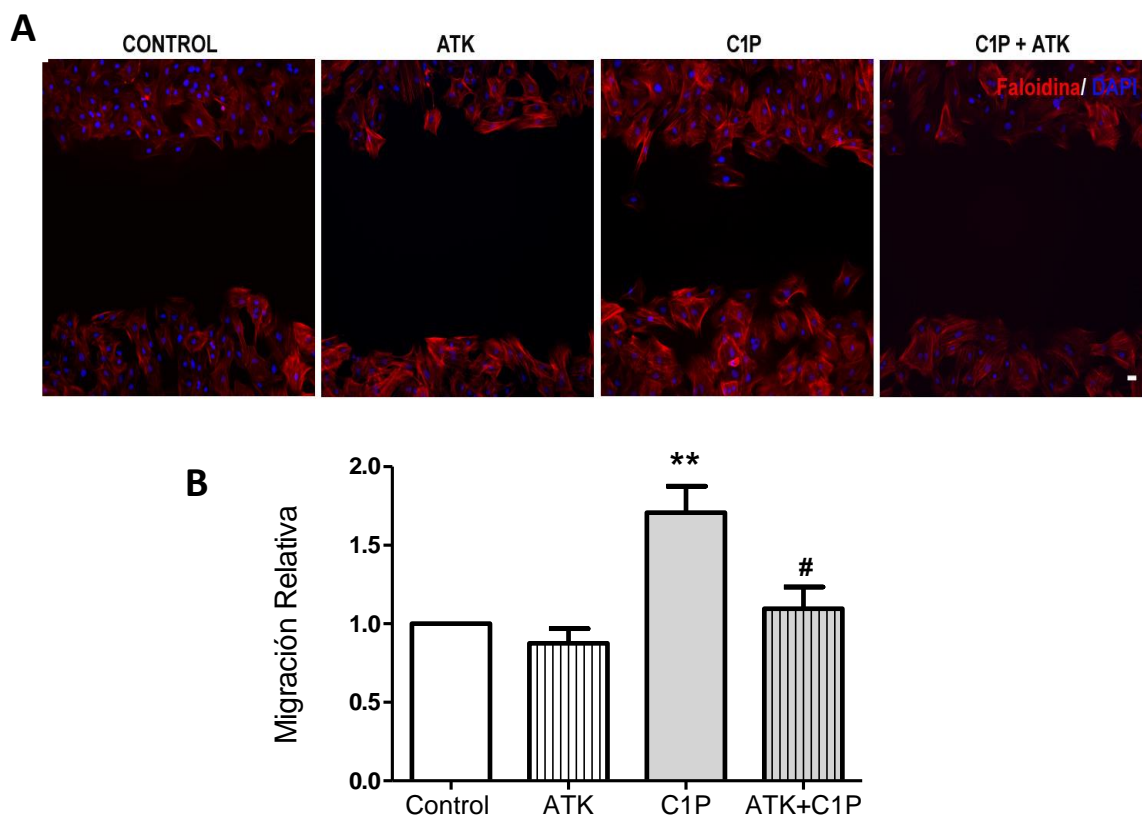 A
CONTROL
ATK
C1P
C1P + ATK
Faloidina/ DAPI
B
Migración Relativa
2.0
1.5
1.0
0.5
0.0
**
#
Control
ATK
C1P
ATK+C1P